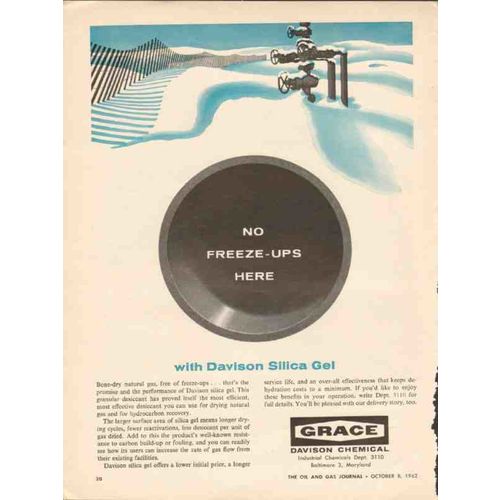 NO
FREEZE-UPS
HERE
with Davison Silica Gel
Bone-dry natural gas, free of freeze-ups . . . that's the
promise and the performance of Davison silica gel. This
granular desiccant has proved itself the most efficient,
most effective desiccant you can use for drying natural
gas and for hydrocarbon recovery.
The larger surface area of silica gel means longer dry-
ing cycles, fewer reactivations, less desiccant per unit of
gas dried. Add to this the product's well-known resist-
ance to carbon build-up or fouling, and you can readily
see how its users can increase the rate of gas flow from
their existing facilities.
Davison silica gel offers a lower initial price, a longer
service life, and an over-all effectiveness that keeps de-
hydration costs to a minimum. If you'd like to enjoy
these benefits in your operation, write Dept. 3110 for
full details. You'll be pleased with our delivery story, too.
GRACE
DAVISON CHEMICAL
Industrial Chemicals Dept. 3110
Baltimore 3, Maryland
THE OIL AND GAS JOURNAL • OCTOBER 8, 1962